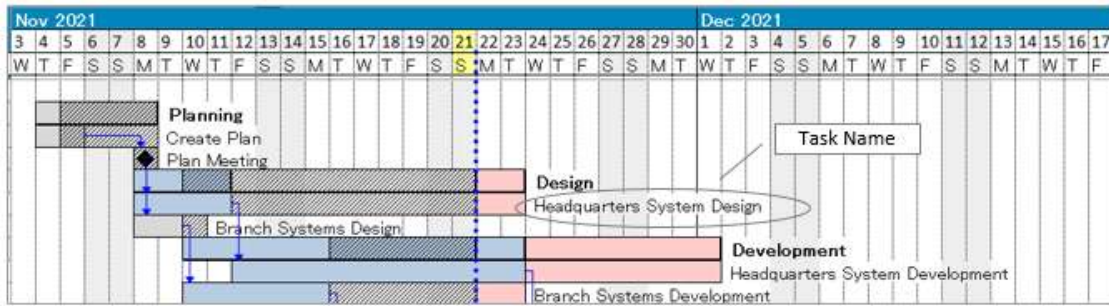 Nov 2021 Dec 2021
3 4 5 6 7 8 9 10 11 12 13 14 15 16 17 18 19 20 21 22 23 24 25 26 27 28 29 30 1 2 3 4 5 6 7 8 9 10 11 12 13 14 15 16 17
W T F S S M T W T F S S M T W T F S S M T W T F S S M T W T F S S M T W T F S S M T W T F
Planning
Create Plan
Task Name
Plan Meeting
Design
Headquarters System Design
Branch Systems Design
Development
Headquarters System Development
Branch Systems Development